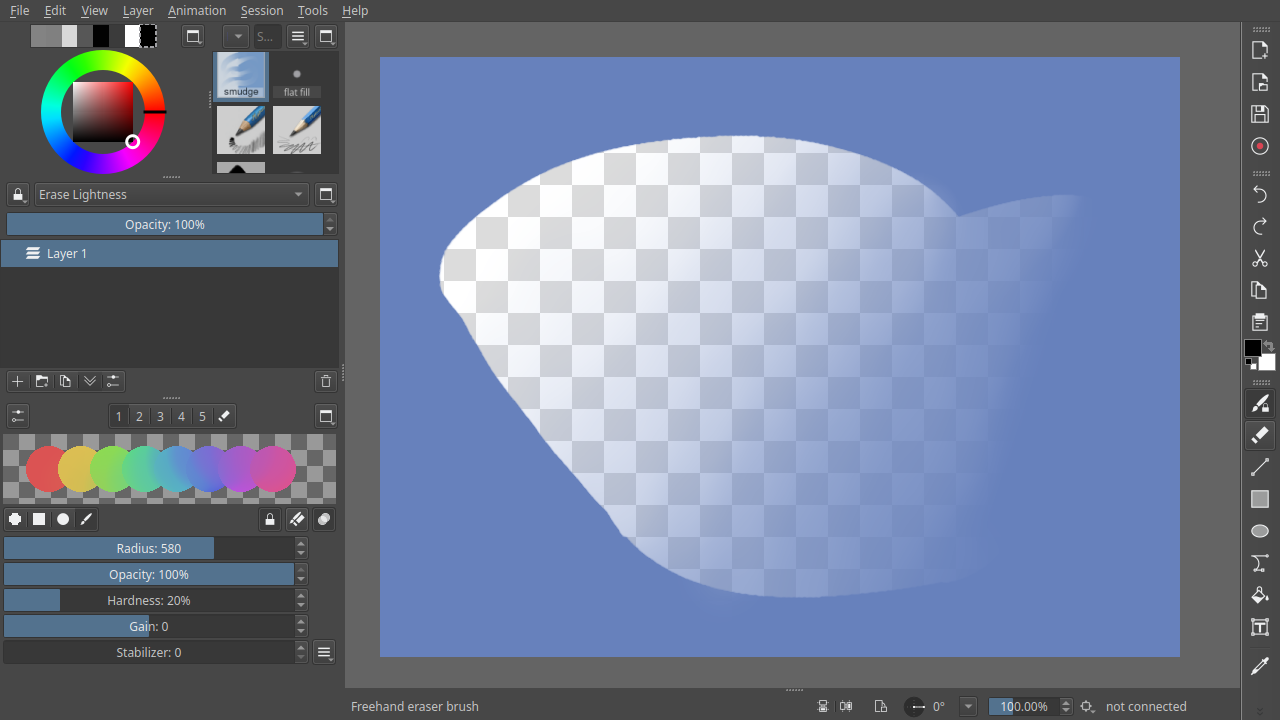 File Edit View Layer Animation Session Tools Help
S...
smudge flat fill
Erase Lightness
Opacity: 100%
Layer 1
1 2 3 4 5
Radius: 580
Opacity: 100%
Hardness: 20%
Gain: 0
Stabilizer: 0
Freehand eraser brush 0° 100.00% not connected